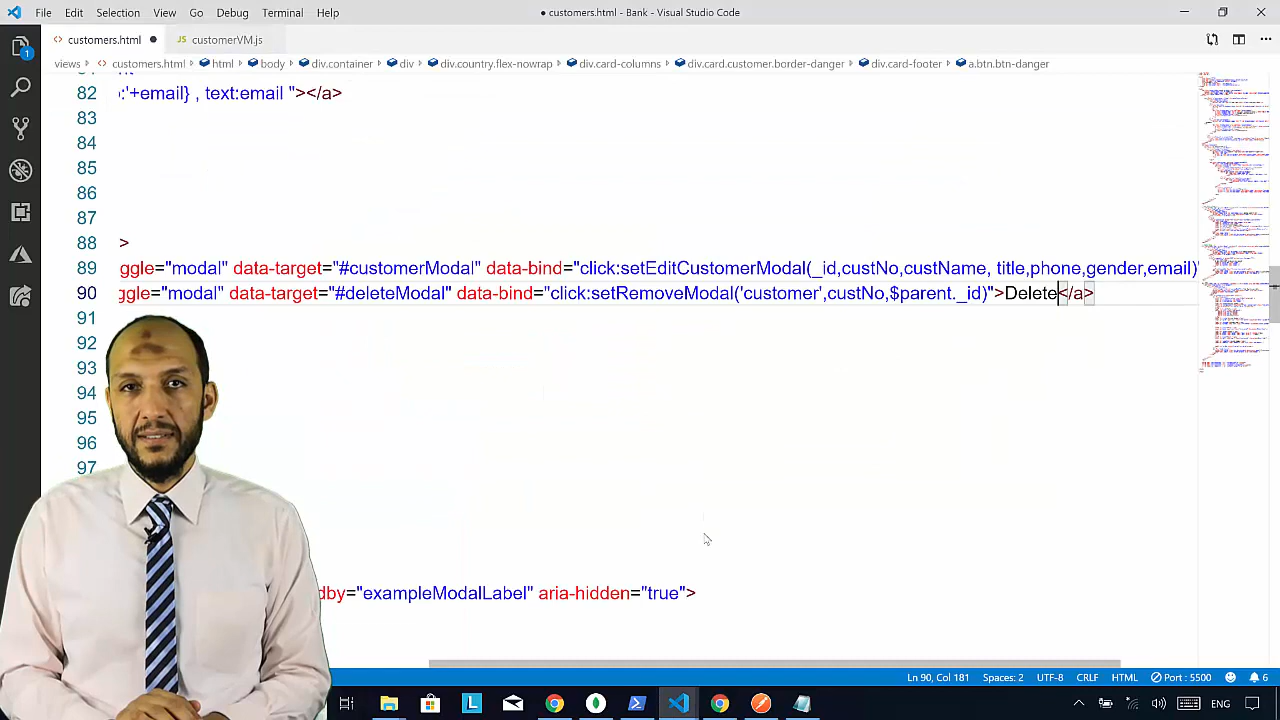 File Edit Selection View Go Debug Terminal Help
● customers.html - Bank - Visual Studio Code
customers.html ●
JS customerVM.js
views customers.html html body div.container div div.country.flex-nowrap div.card-columns div.card.customer.border-danger div.card-footer a.btn.btn-danger
82 :'+email} , text:email "></a>
83
84
85
86
87
88 >
89 ggle="modal" data-target="#customerModal" data-bind="click:setEditCustomerModal(_id,custNo,custName, title,phone,gender,email)"
90 ggle="modal" data-target="#deleteModal" data-bind="click:setRemoveModal('customer',custNo,$parent._id)">Delete</a>
91
92
93
94
95
96
97
dby="exampleModalLabel" aria-hidden="true">
Ln 90, Col 181 Spaces: 2 UTF-8 CRLF HTML Port : 5500 6
ENG